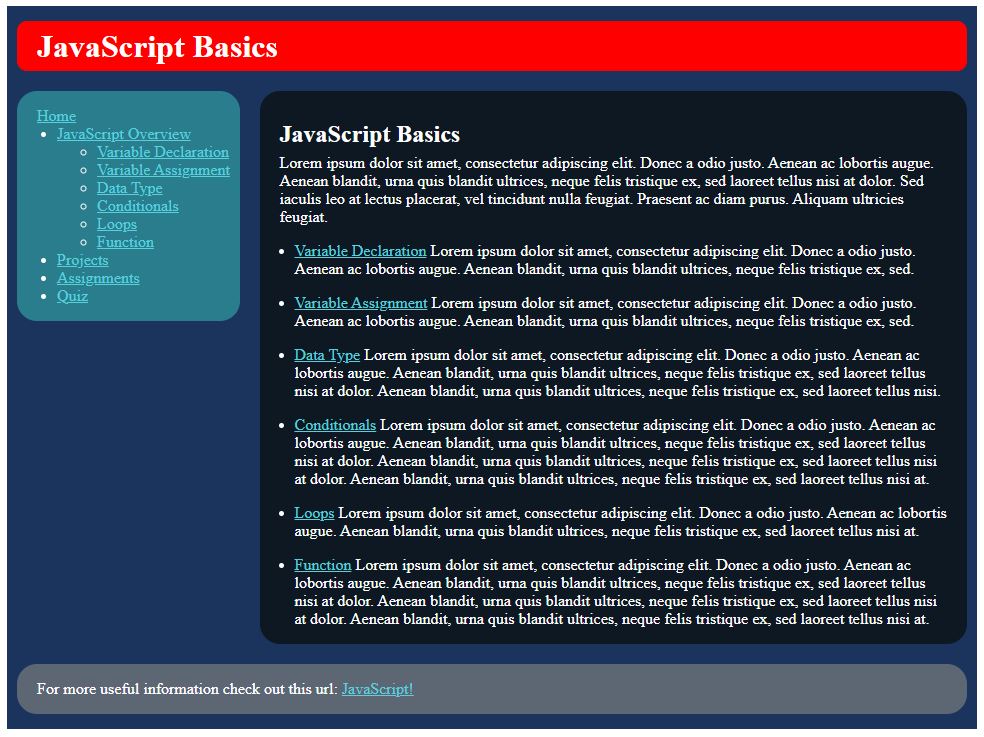 JavaScript Basics
Home
JavaScript Overview
Variable Declaration
Variable Assignment
Data Type
Conditionals
Loops
Function
Projects
Assignments
Quiz
JavaScript Basics
Lorem ipsum dolor sit amet, consectetur adipiscing elit. Donec a odio justo. Aenean ac lobortis augue.
Aenean blandit, urna quis blandit ultrices, neque felis tristique ex, sed laoreet tellus nisi at dolor. Sed
iaculis leo at lectus placerat, vel tincidunt nulla feugiat. Praesent ac diam purus. Aliquam ultricies
feugiat.
Variable Declaration Lorem ipsum dolor sit amet, consectetur adipiscing elit. Donec a odio justo.
Aenean ac lobortis augue. Aenean blandit, urna quis blandit ultrices, neque felis tristique ex, sed.
Variable Assignment Lorem ipsum dolor sit amet, consectetur adipiscing elit. Donec a odio justo.
Aenean ac lobortis augue. Aenean blandit, urna quis blandit ultrices, neque felis tristique ex, sed.
Data Type Lorem ipsum dolor sit amet, consectetur adipiscing elit. Donec a odio justo. Aenean ac
lobortis augue. Aenean blandit, urna quis blandit ultrices, neque felis tristique ex, sed laoreet tellus
nisi at dolor. Aenean blandit, urna quis blandit ultrices, neque felis tristique ex, sed laoreet tellus nisi.
Conditionals Lorem ipsum dolor sit amet, consectetur adipiscing elit. Donec a odio justo. Aenean ac
lobortis augue. Aenean blandit, urna quis blandit ultrices, neque felis tristique ex, sed laoreet tellus
nisi at dolor. Aenean blandit, urna quis blandit ultrices, neque felis tristique ex, sed laoreet tellus nisi
at dolor. Aenean blandit, urna quis blandit ultrices, neque felis tristique ex, sed laoreet tellus nisi at.
Loops Lorem ipsum dolor sit amet, consectetur adipiscing elit. Donec a odio justo. Aenean ac lobortis
augue. Aenean blandit, urna quis blandit ultrices, neque felis tristique ex, sed laoreet tellus nisi at.
Function Lorem ipsum dolor sit amet, consectetur adipiscing elit. Donec a odio justo. Aenean ac
lobortis augue. Aenean blandit, urna quis blandit ultrices, neque felis tristique ex, sed laoreet tellus
nisi at dolor. Aenean blandit, urna quis blandit ultrices, neque felis tristique ex, sed laoreet tellus nisi
at dolor. Aenean blandit, urna quis blandit ultrices, neque felis tristique ex, sed laoreet tellus nisi at.
For more useful information check out this url: JavaScript!